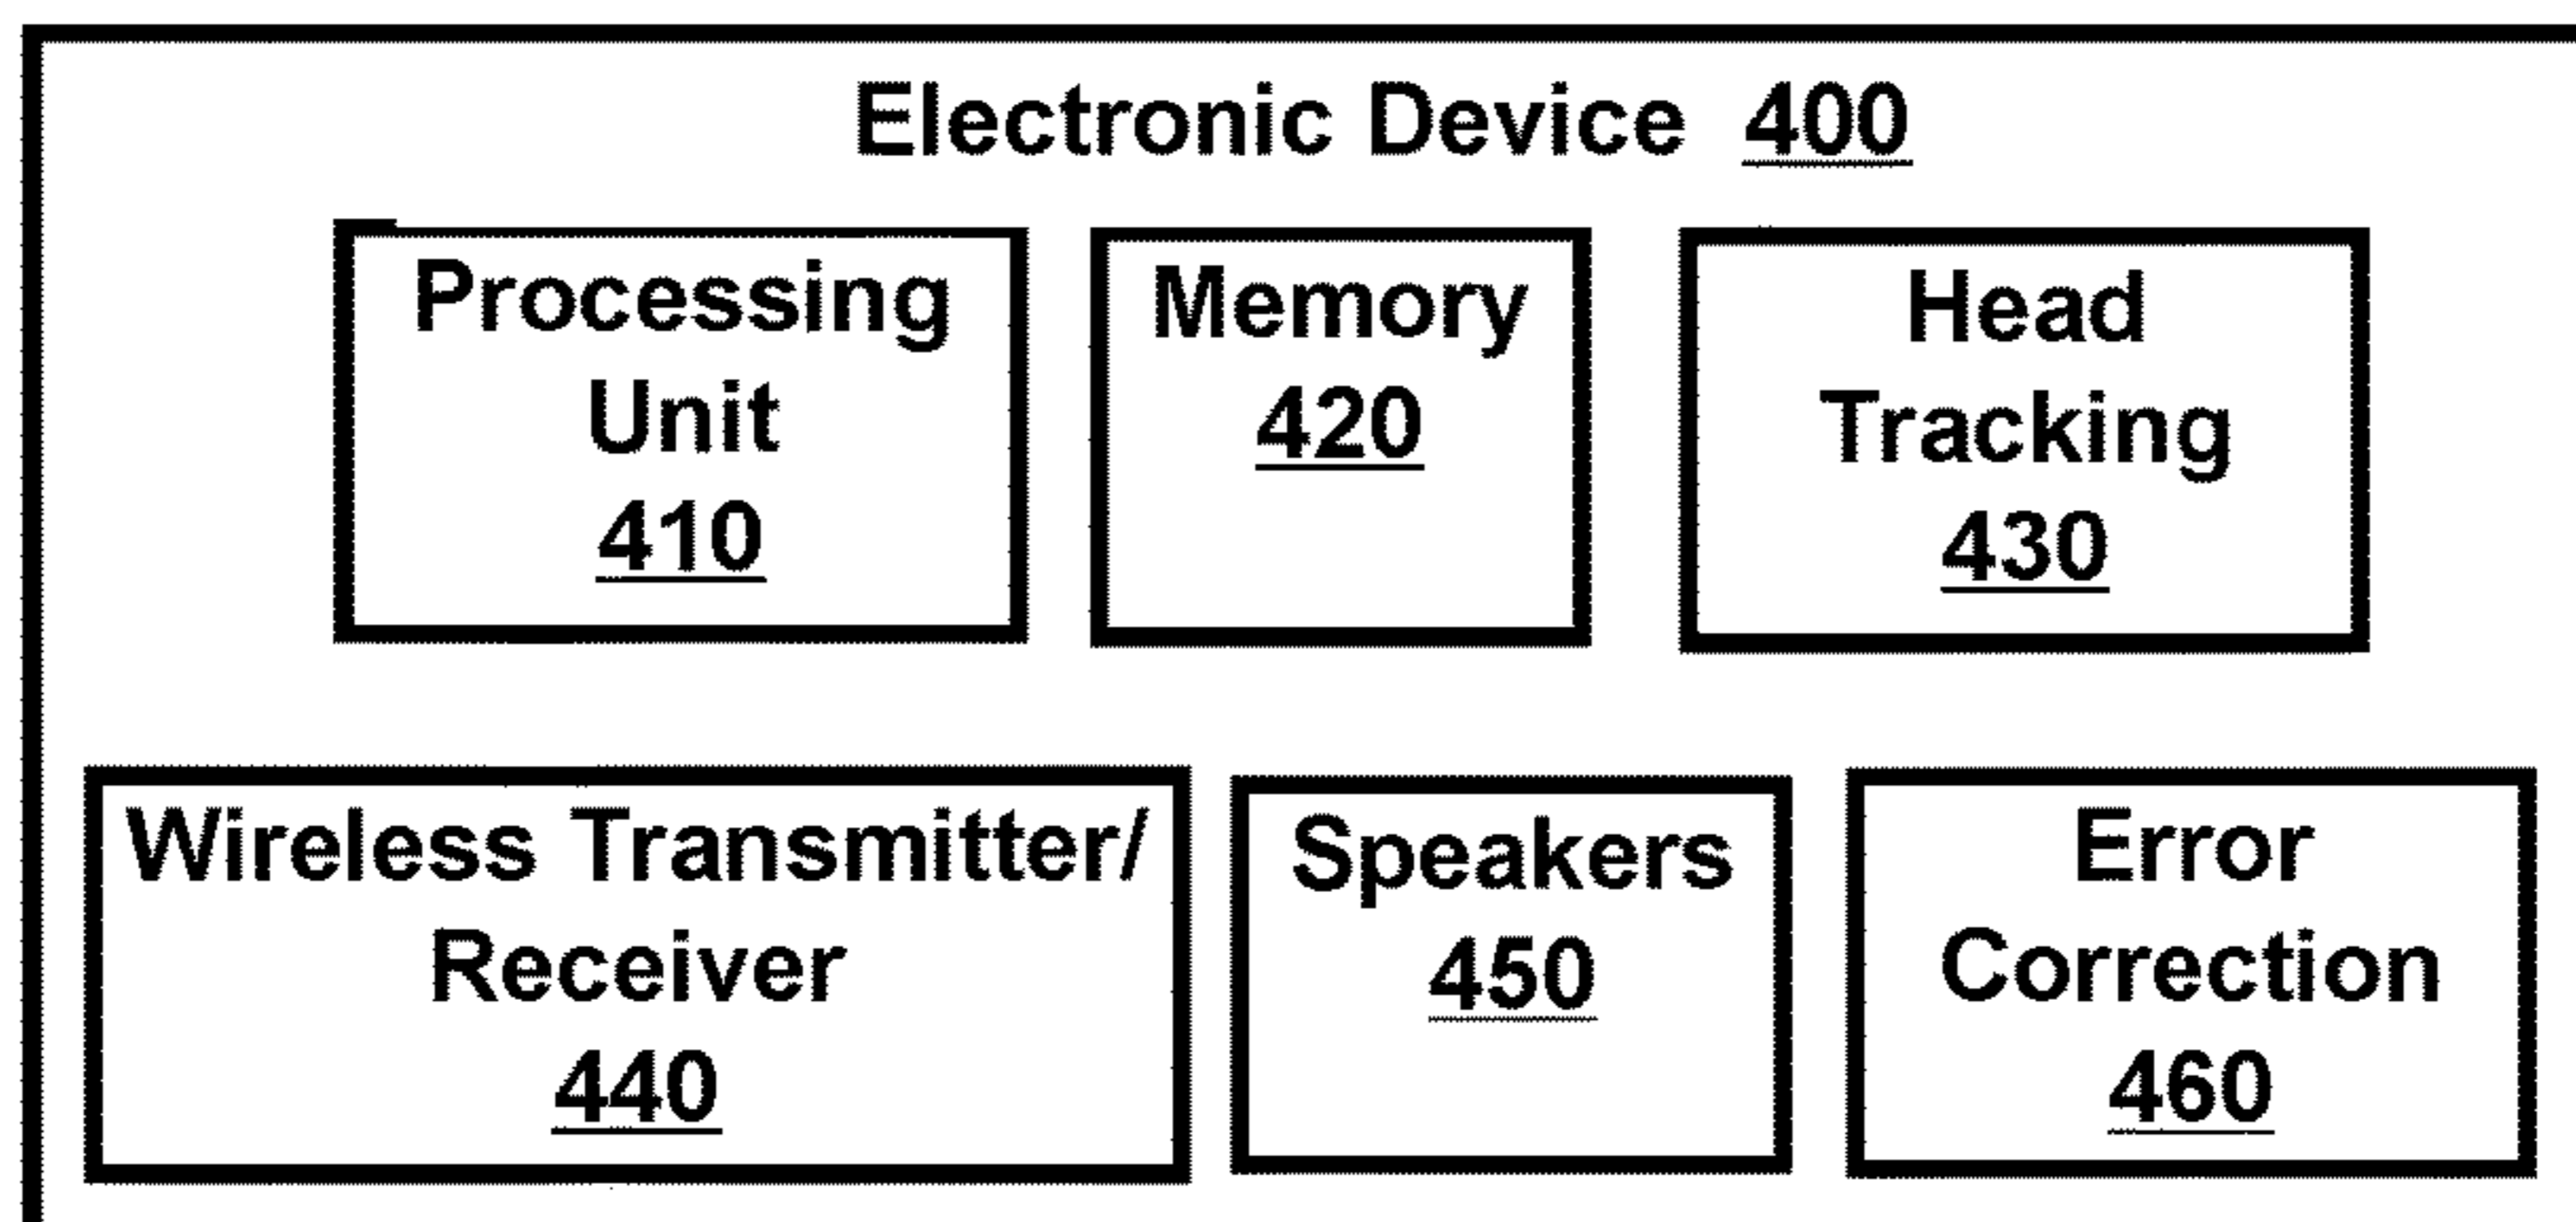 Electronic Device 400
Processing
Unit
410
Memory
420
Head
Tracking
430
Wireless Transmitter/
Receiver
440
Speakers
450
Error
Correction
460